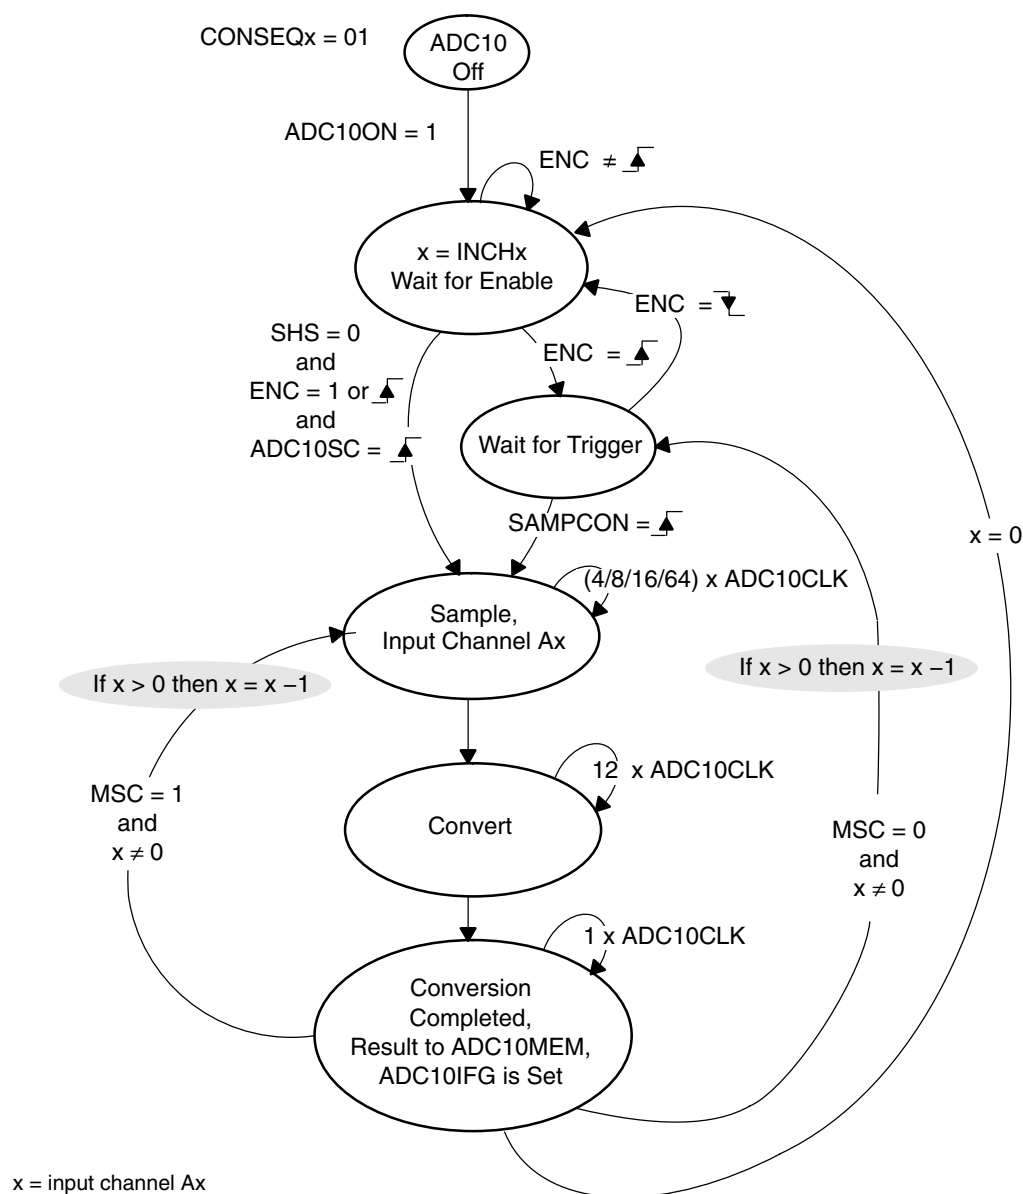 CONSEQx = 01
ADC10
Off
ADC10ON = 1
ENC ≠
x = INCHx
Wait for Enable
ENC =
SHS = 0
and
ENC = 1 or
and
ADC10SC =
ENC =
Wait for Trigger
SAMPCON =
x = 0
(4/8/16/64) x ADC10CLK
Sample,
Input Channel Ax
If x > 0 then x = x −1
If x > 0 then x = x −1
12 x ADC10CLK
MSC = 1
and
x ≠ 0
Convert
MSC = 0
and
x ≠ 0
1 x ADC10CLK
Conversion
Completed,
Result to ADC10MEM,
ADC10IFG is Set
x = input channel Ax